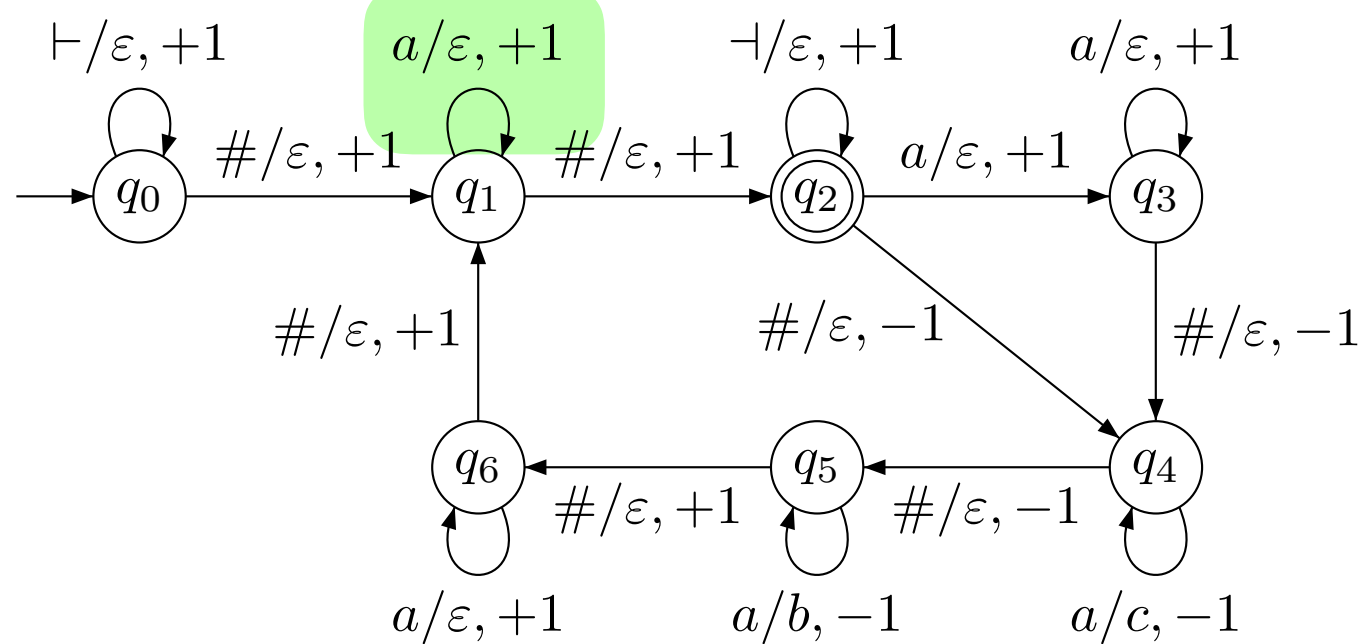 ⊢/ε, +1 a/ε, +1 ⊣/ε, +1 a/ε, +1
#/ε, +1 #/ε, +1 a/ε, +1
q₀ q₁ q₂ q₃
#/ε, +1 #/ε, −1 #/ε, −1
q₆ q₅ q₄
#/ε, +1 #/ε, −1
a/ε, +1 a/b, −1 a/c, −1